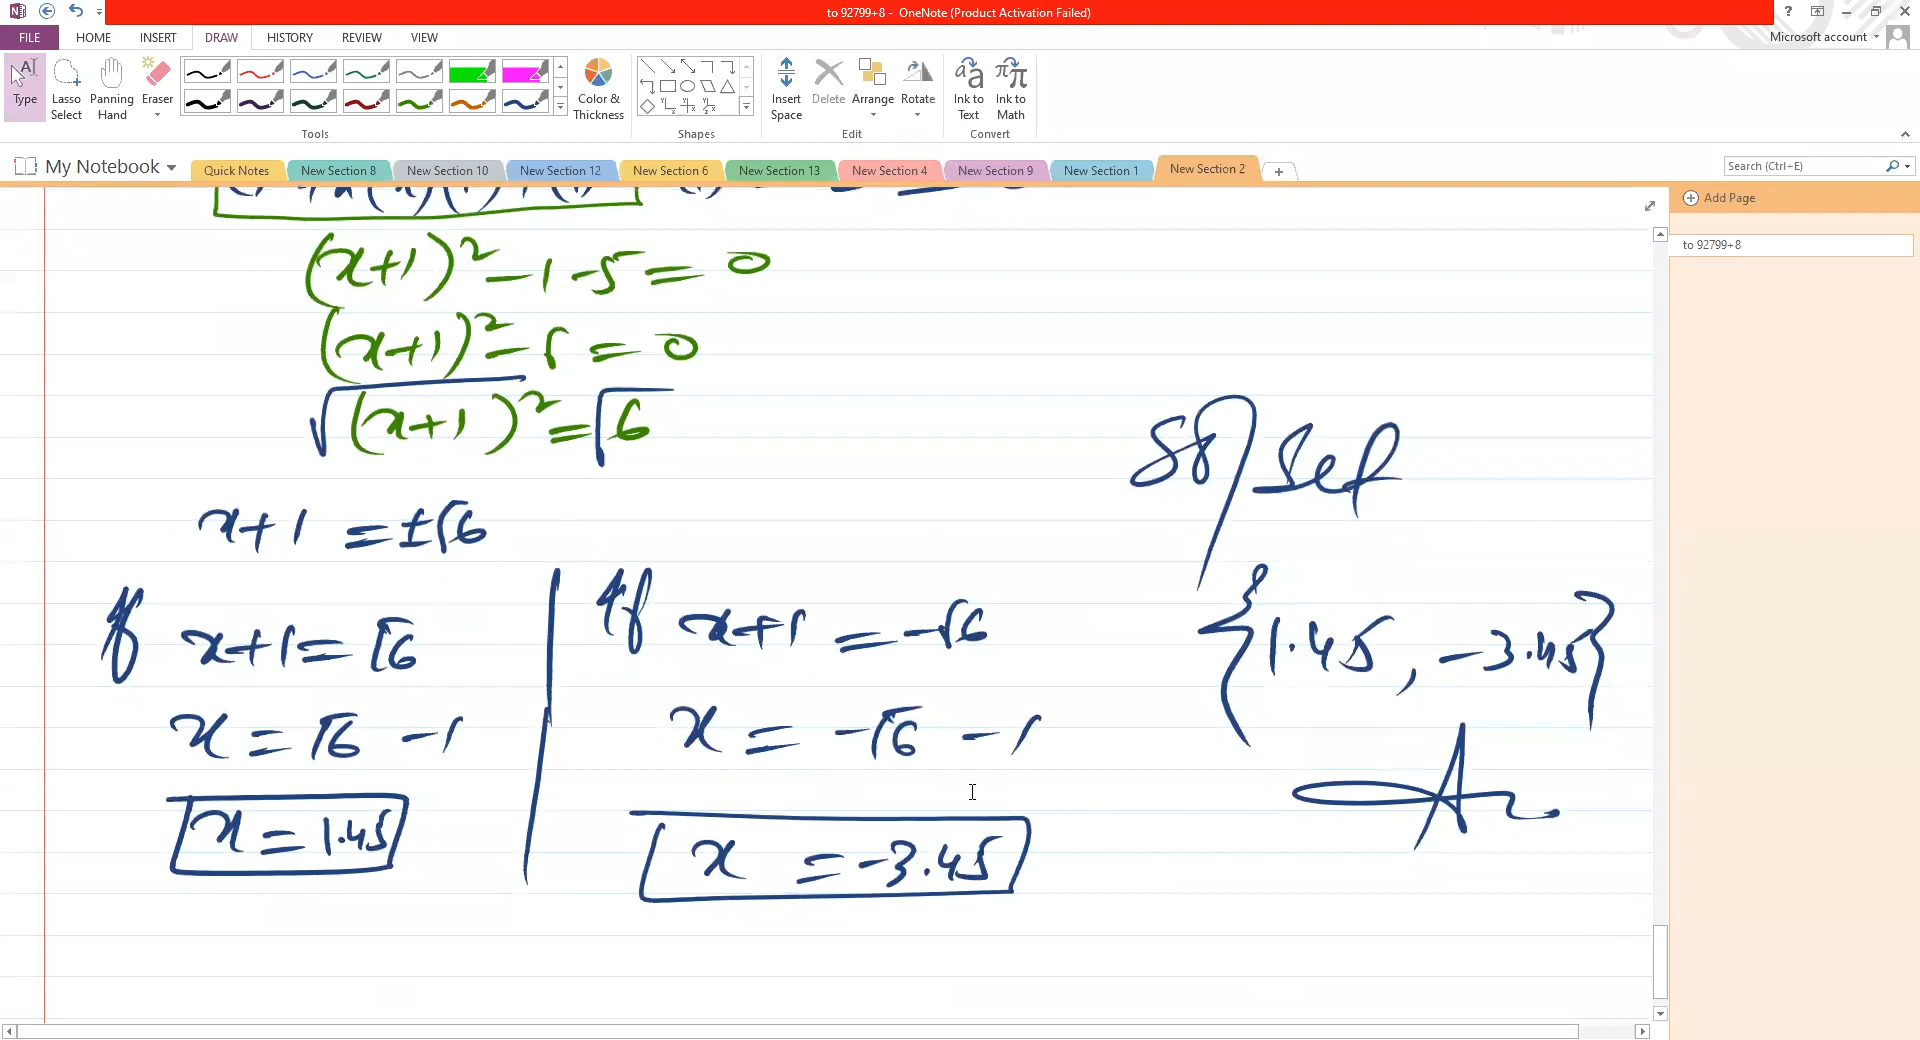 to 92799+8 - OneNote (Product Activation Failed)
FILE HOME INSERT DRAW HISTORY REVIEW VIEW
Microsoft account
Type
Lasso Select
Panning Hand
Eraser
Color & Thickness
Insert Space
Delete
Arrange
Rotate
Ink to Text
Ink to Math
Tools Shapes Edit Convert
My Notebook
Quick Notes New Section 8 New Section 10 New Section 12 New Section 6 New Section 13 New Section 4 New Section 9 New Section 1 New Section 2
Search (Ctrl+E)
Add Page
to 92799+8
(x+1)² - 1 - 5 = 0
(x+1)² - 6 = 0
√(x+1)² = √6
x+1 = ±√6
If x+1 = √6
x = √6 - 1
x = 1.45
If x+1 = -√6
x = -√6 - 1
x = -3.45
{1.45, -3.45}